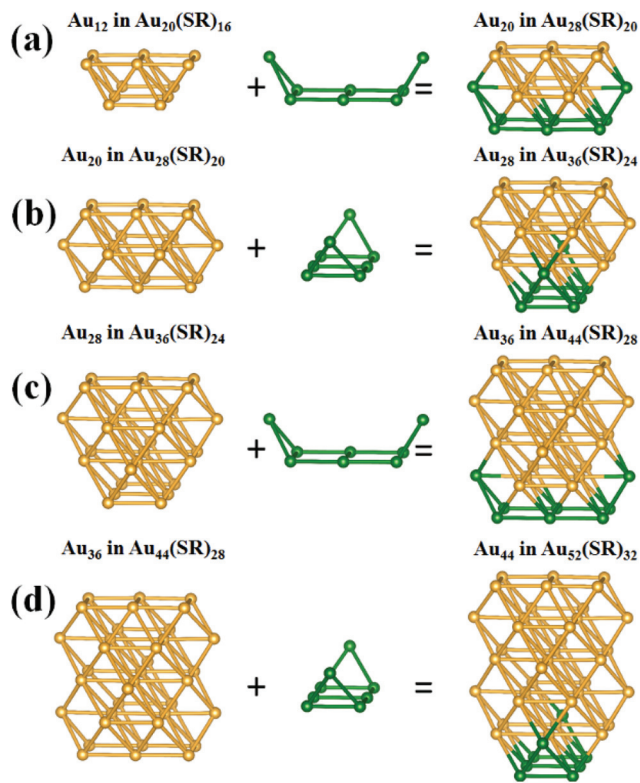 Au₁₂ in Au₂₀(SR)₁₆ Au₂₀ in Au₂₈(SR)₂₀
(a) + =
Au₂₀ in Au₂₈(SR)₂₀ Au₂₈ in Au₃₆(SR)₂₄
(b) + =
Au₂₈ in Au₃₆(SR)₂₄ Au₃₆ in Au₄₄(SR)₂₈
(c) + =
Au₃₆ in Au₄₄(SR)₂₈ Au₄₄ in Au₅₂(SR)₃₂
(d) + =